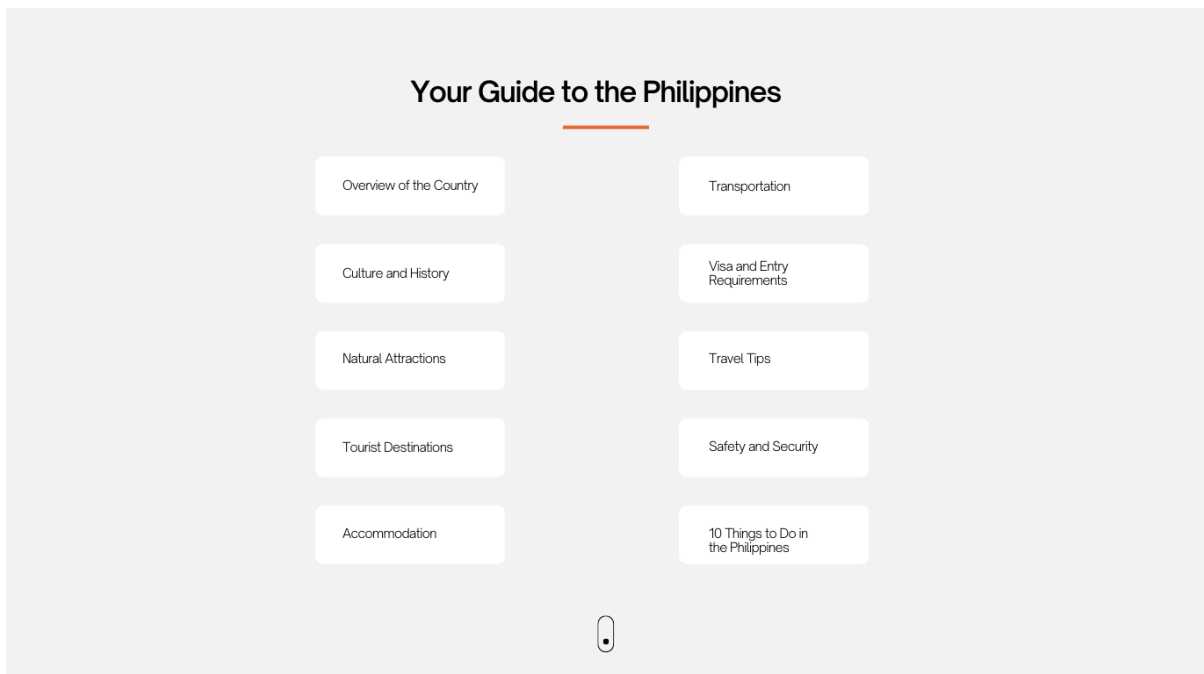 Your Guide to the Philippines
Overview of the Country
Culture and History
Natural Attractions
Tourist Destinations
Accommodation
Transportation
Visa and Entry
Requirements
Travel Tips
Safety and Security
10 Things to Do in
the Philippines